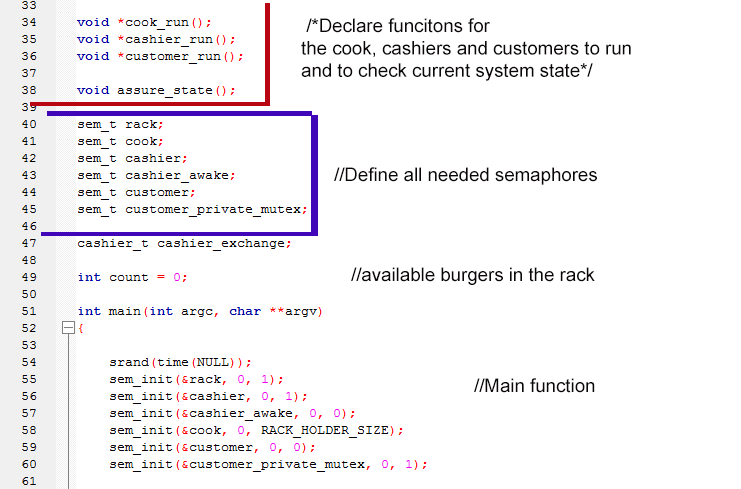 33
34 void *cook_run(); /*Declare funcitons for
35 void *cashier_run(); the cook, cashiers and customers to run
36 void *customer_run(); and to check current system state*/
37
38 void assure_state();
39
40 sem_t rack;
41 sem_t cook;
42 sem_t cashier;
43 sem_t cashier_awake; //Define all needed semaphores
44 sem_t customer;
45 sem_t customer_private_mutex;
46
47 cashier_t cashier_exchange;
48
49 int count = 0; //available burgers in the rack
50
51 int main(int argc, char **argv)
52 {
53
54 srand(time(NULL));
55 sem_init(&rack, 0, 1);
56 sem_init(&cashier, 0, 1); //Main function
57 sem_init(&cashier_awake, 0, 0);
58 sem_init(&cook, 0, RACK_HOLDER_SIZE);
59 sem_init(&customer, 0, 0);
60 sem_init(&customer_private_mutex, 0, 1);
61